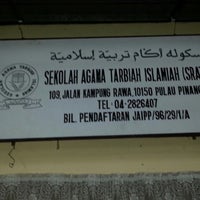 سكوله اݢام تربية إسلامية
SEKOLAH AGAMA TARBIAH ISLAMIAH (SRA)
109, JALAN KAMPUNG RAWA, 10150 PULAU PINANG
TEL: 04-2826407
BIL. PENDAFTARAN JAIPP/96/29/1/A